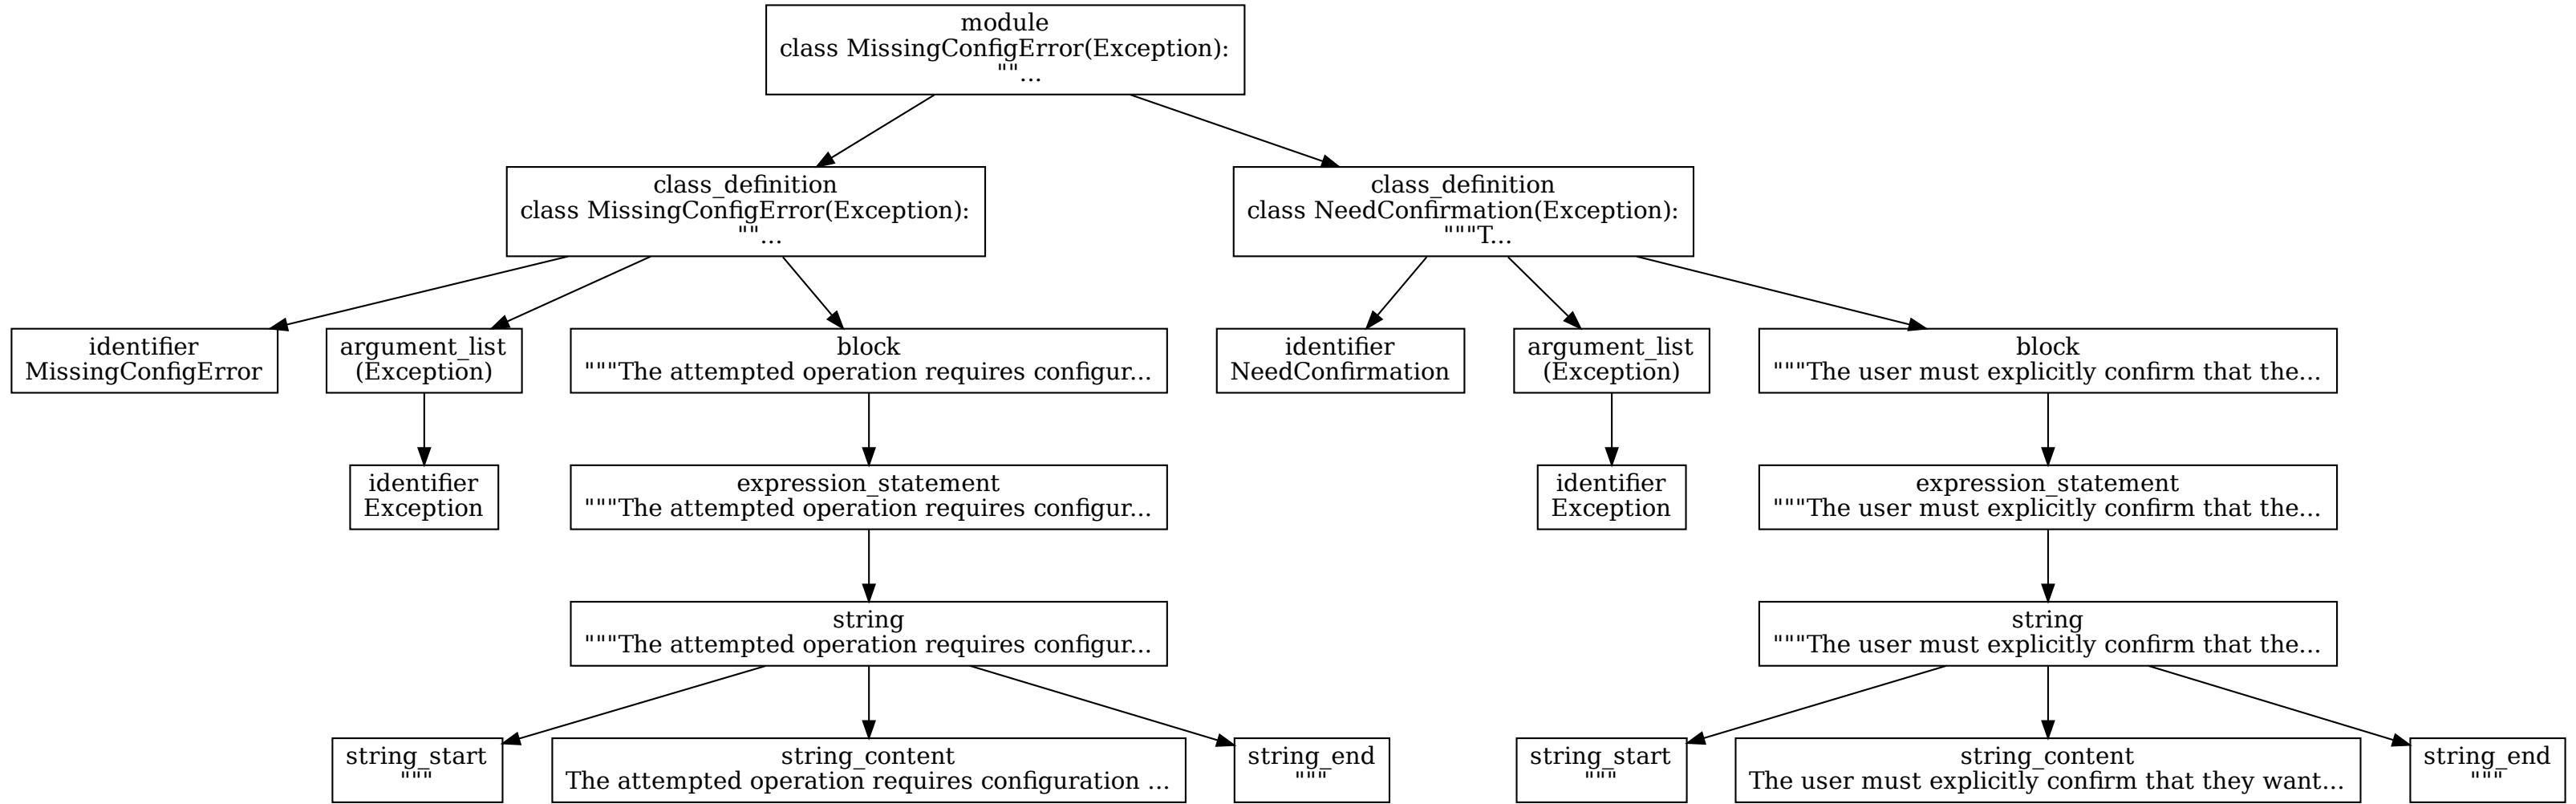 module
class MissingConfigError(Exception):
""...
class_definition
class MissingConfigError(Exception):
""...
class_definition
class NeedConfirmation(Exception):
"""T...
identifier
MissingConfigError
argument_list
(Exception)
block
"""The attempted operation requires configur...
identifier
NeedConfirmation
argument_list
(Exception)
block
"""The user must explicitly confirm that the...
identifier
Exception
expression_statement
"""The attempted operation requires configur...
identifier
Exception
expression_statement
"""The user must explicitly confirm that the...
string
"""The attempted operation requires configur...
string
"""The user must explicitly confirm that the...
string_start
"""
string_content
The attempted operation requires configuration ...
string_end
"""
string_start
"""
string_content
The user must explicitly confirm that they want...
string_end
"""